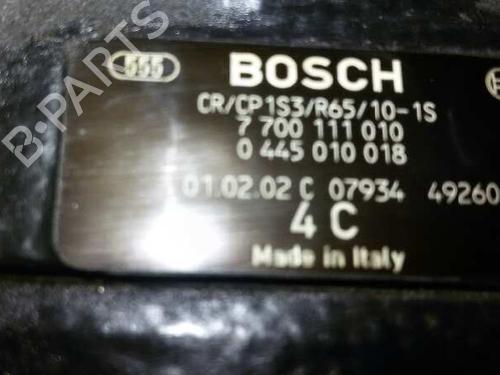 555 BOSCH
CR/CP1S3/R65/10-1S
7 700 111 010
0 445 010 018
01.02.02 C 07934 49260
4 C
Made in Italy
B-PARTS